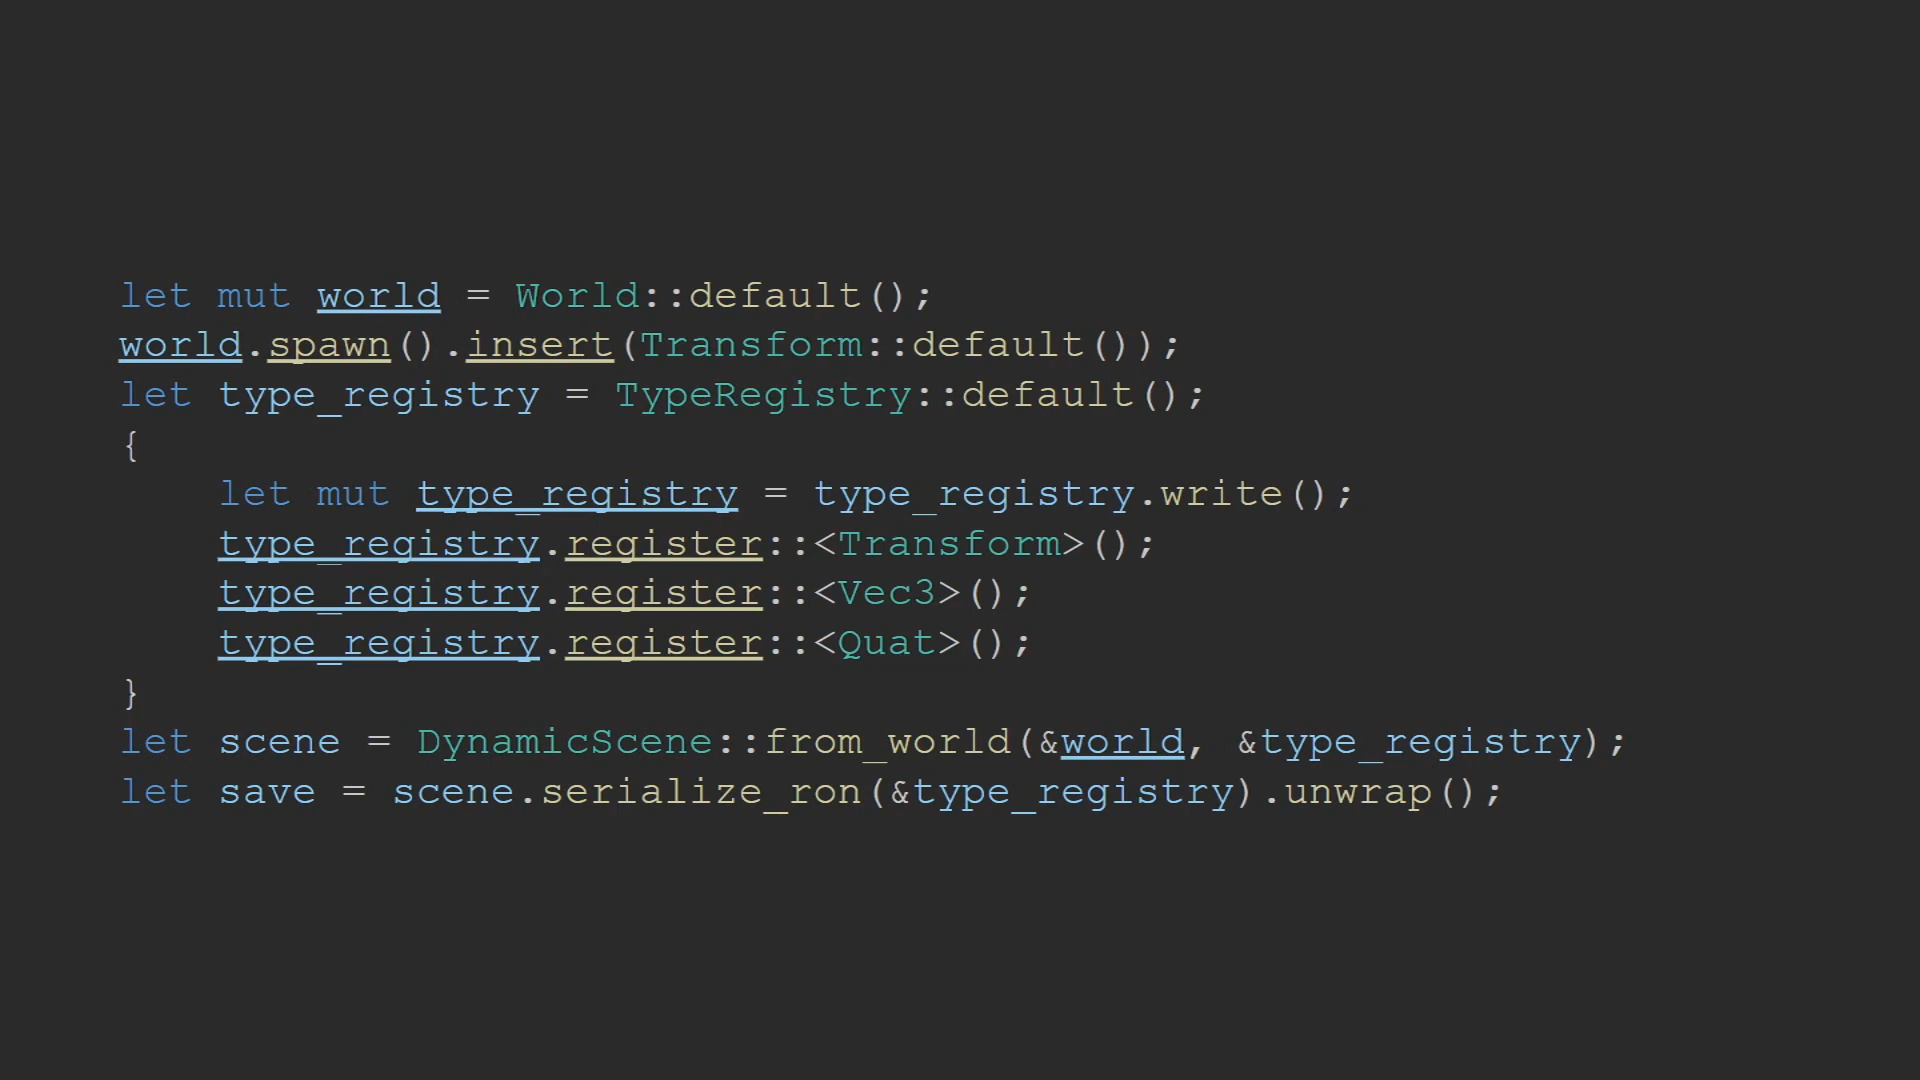 let mut world = World::default();
world.spawn().insert(Transform::default());
let type_registry = TypeRegistry::default();
{
    let mut type_registry = type_registry.write();
    type_registry.register::<Transform>();
    type_registry.register::<Vec3>();
    type_registry.register::<Quat>();
}
let scene = DynamicScene::from_world(&world, &type_registry);
let save = scene.serialize_ron(&type_registry).unwrap();